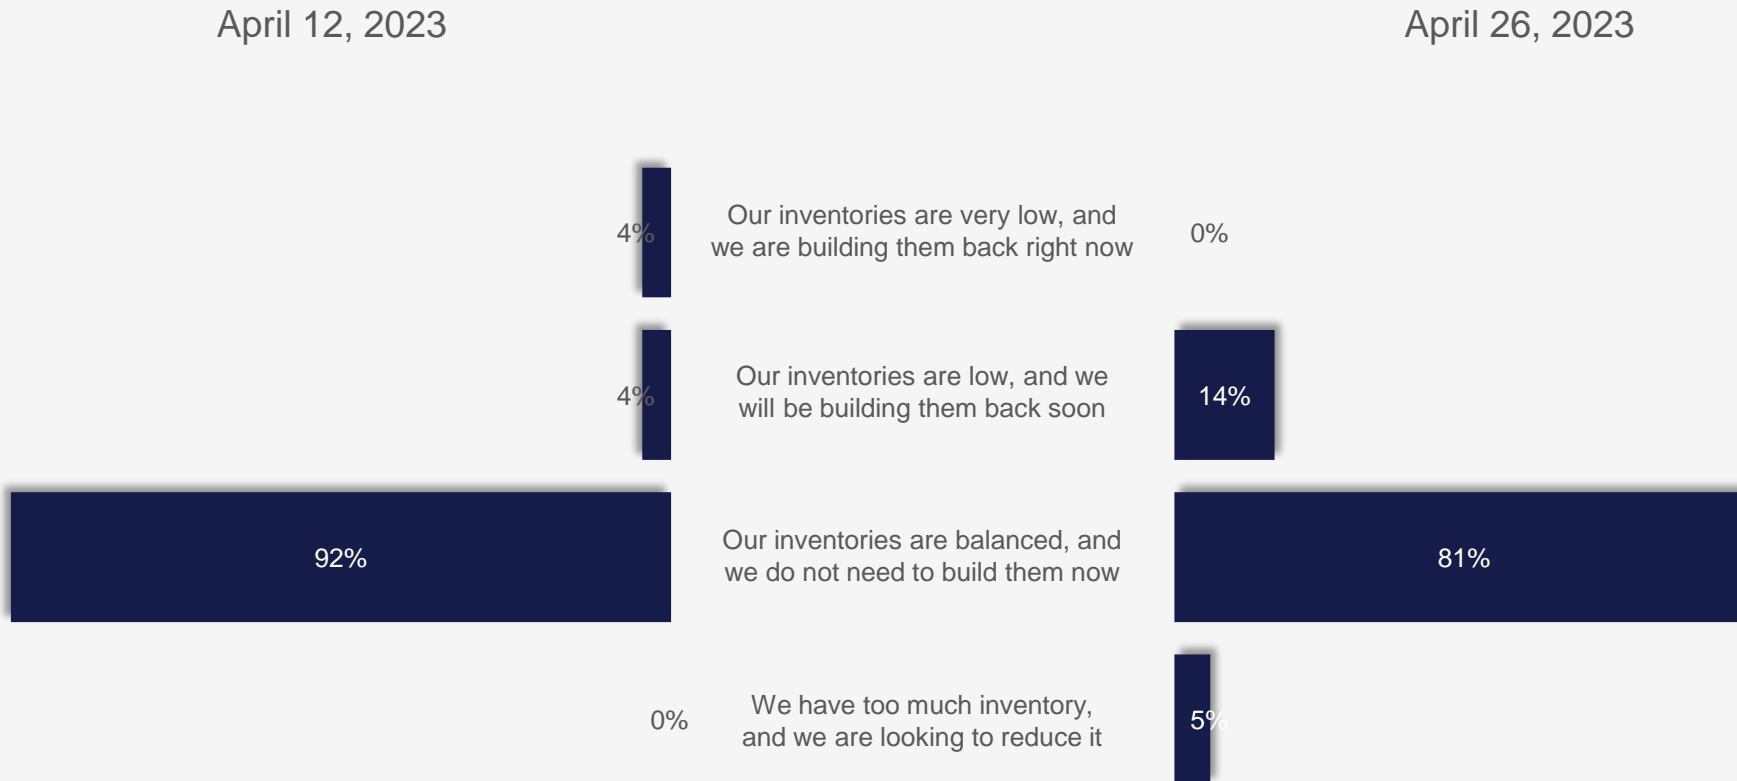 April 12, 2023
April 26, 2023
4%
Our inventories are very low, and
we are building them back right now
0%
4%
Our inventories are low, and we
will be building them back soon
14%
92%
Our inventories are balanced, and
we do not need to build them now
81%
0%
We have too much inventory,
and we are looking to reduce it
5%